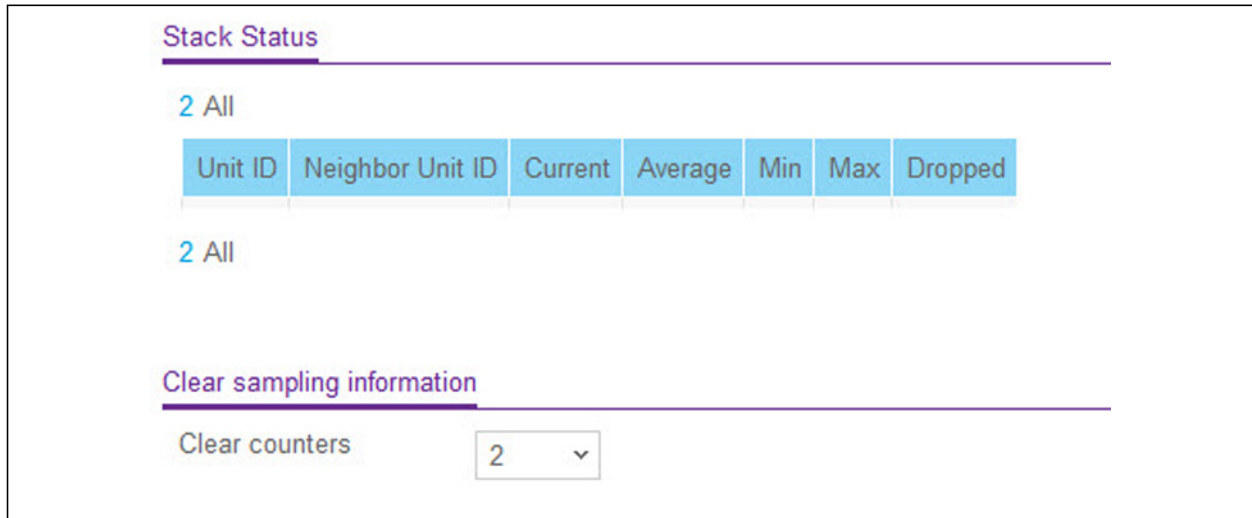 Stack Status
2 All
Unit ID Neighbor Unit ID Current Average Min Max Dropped
2 All
Clear sampling information
Clear counters 2